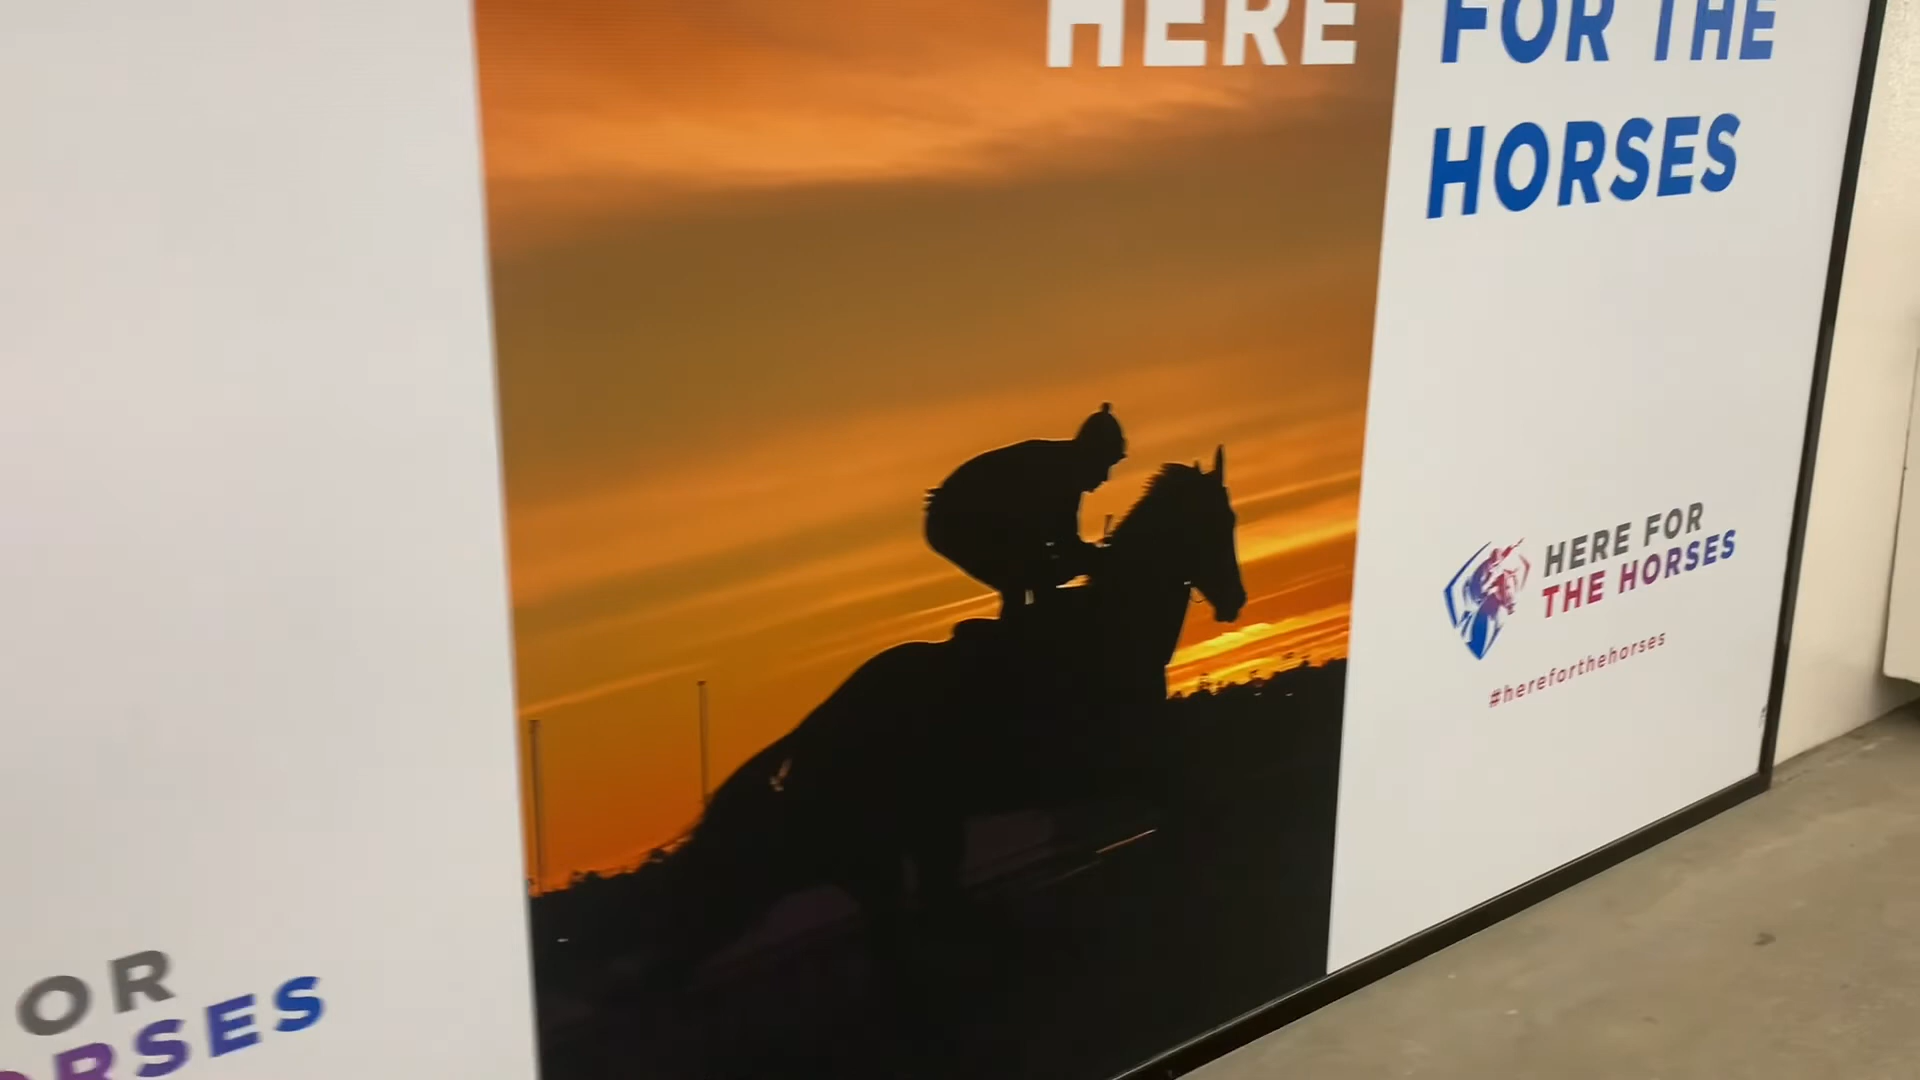 HERE FOR THE
HORSES
HERE FOR
THE HORSES
#hereforthehorses
OR
RSES